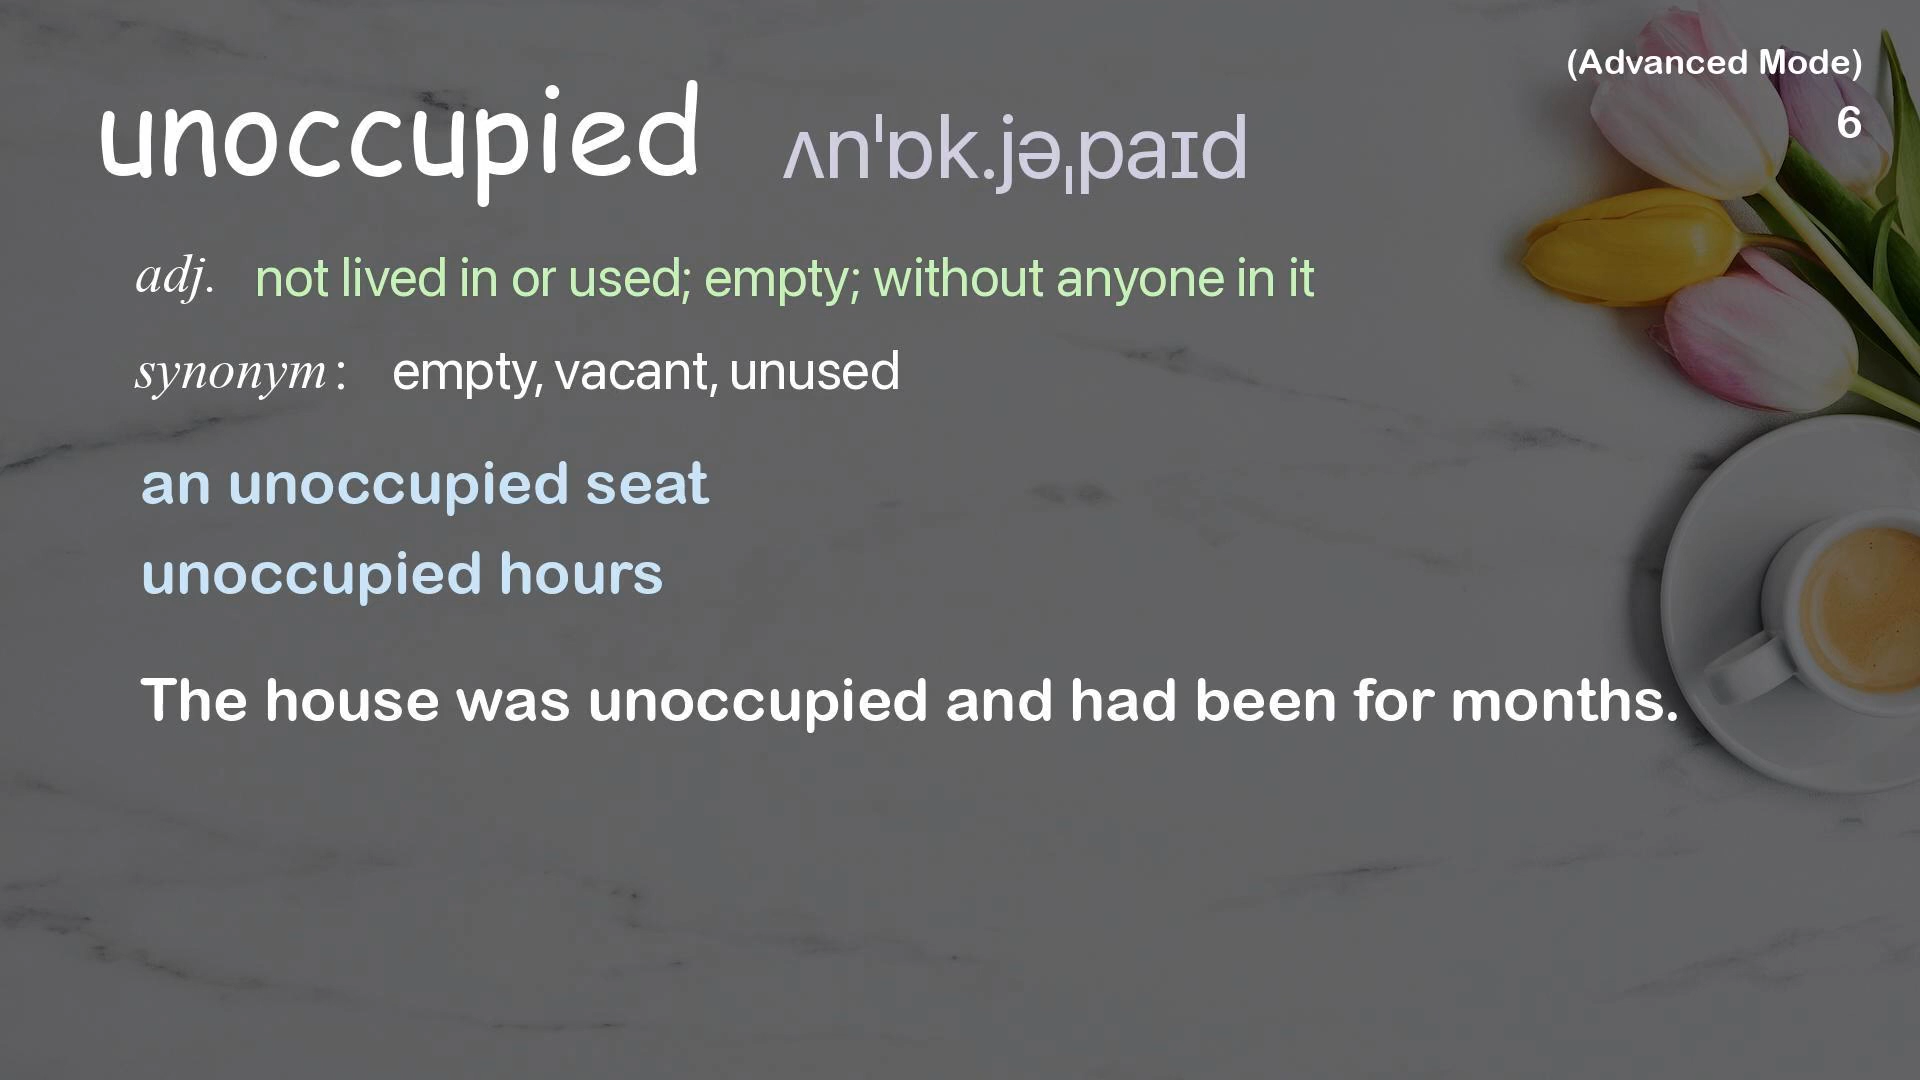 (Advanced Mode)
6
unoccupied ʌnˈɒk.jəˌpaɪd
adj. not lived in or used; empty; without anyone in it
synonym: empty, vacant, unused
an unoccupied seat
unoccupied hours
The house was unoccupied and had been for months.